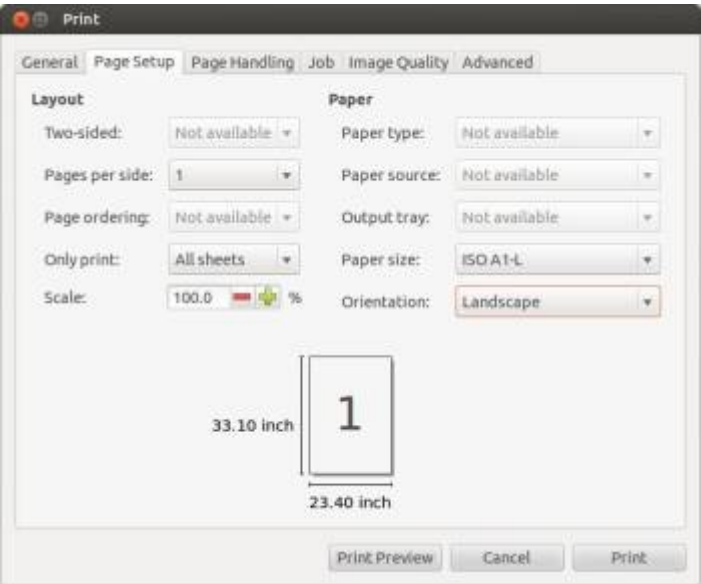 Print
General Page Setup Page Handling Job Image Quality Advanced
Layout
Two-sided: Not available
Pages per side: 1
Page ordering: Not available
Only print: All sheets
Scale: 100.0 %
Paper
Paper type: Not available
Paper source: Not available
Output tray: Not available
Paper size: ISO A1-L
Orientation: Landscape
33.10 inch
1
23.40 inch
Print Preview Cancel Print